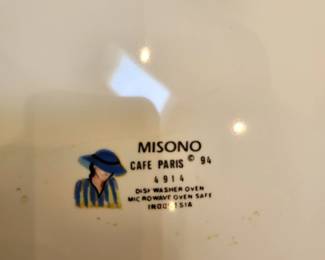 MISONO
CAFE PARIS © 94
4914
DISHWASHER OVEN
MICROWAVE OVEN SAFE
INDONESIA